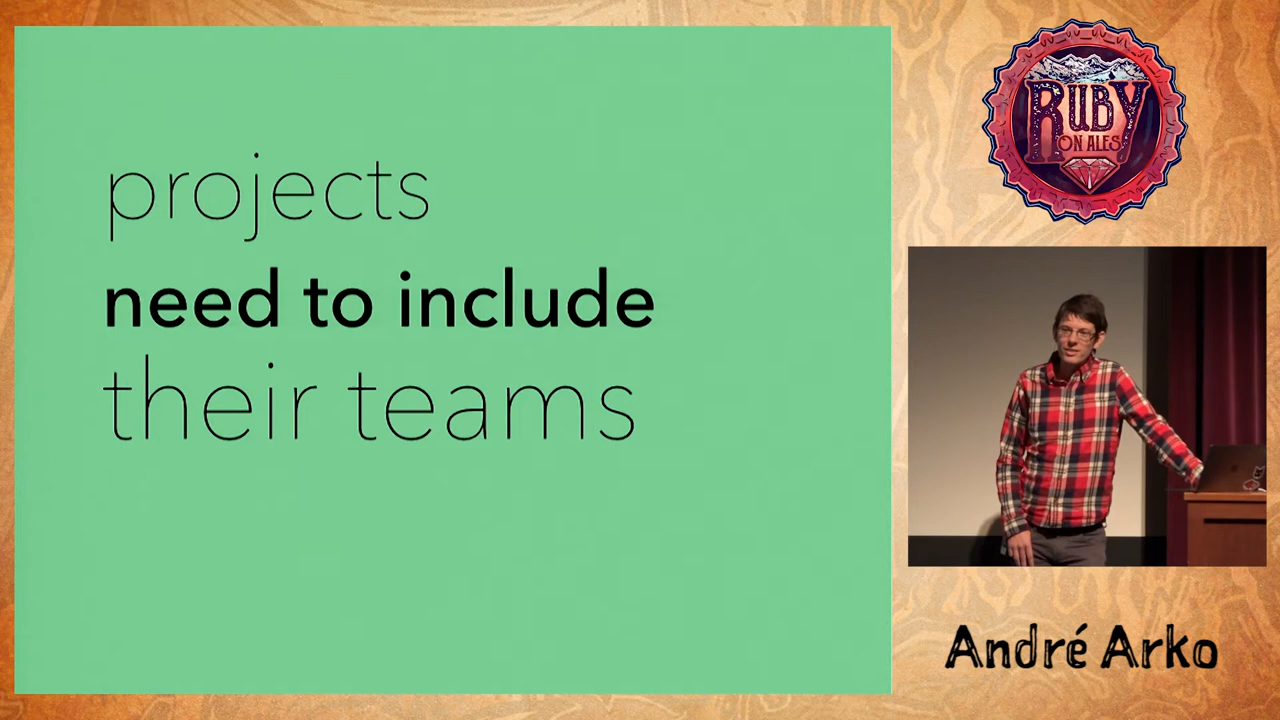 projects
need to include
their teams
RUBY
ON ALES
André Arko